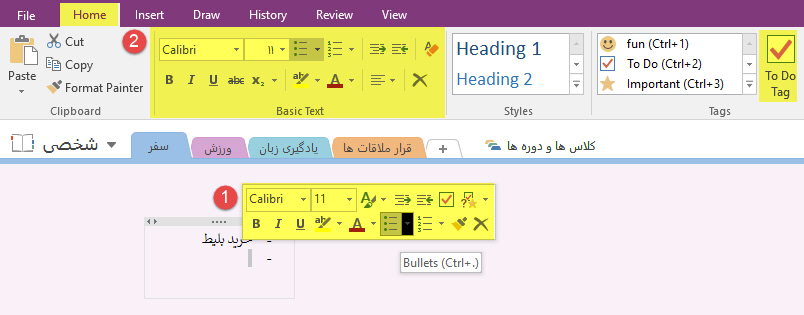 File Home Insert Draw History Review View
2
Paste
Cut
Copy
Format Painter
Clipboard
Calibri ۱۱
B I U abc x₂ ab A
Basic Text
Heading 1
Heading 2
Styles
fun (Ctrl+1)
To Do (Ctrl+2)
Important (Ctrl+3)
Tags
To Do
Tag
شخصی سفر ورزش یادگیری زبان قرار ملاقات ها + کلاس ها و دوره ها
1
Calibri 11
B I U ab A
- خرید بلیط
-
Bullets (Ctrl+.)